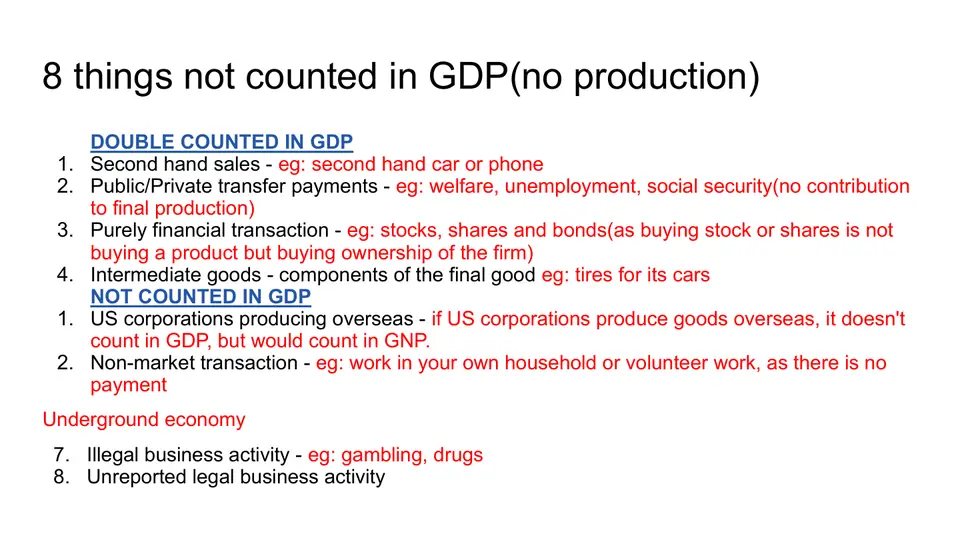 8 things not counted in GDP(no production)
DOUBLE COUNTED IN GDP
1. Second hand sales - eg: second hand car or phone
2. Public/Private transfer payments - eg: welfare, unemployment, social security(no contribution
to final production)
3. Purely financial transaction - eg: stocks, shares and bonds(as buying stock or shares is not
buying a product but buying ownership of the firm)
4. Intermediate goods - components of the final good eg: tires for its cars
NOT COUNTED IN GDP
1. US corporations producing overseas - if US corporations produce goods overseas, it doesn't
count in GDP, but would count in GNP.
2. Non-market transaction - eg: work in your own household or volunteer work, as there is no
payment
Underground economy
7. Illegal business activity - eg: gambling, drugs
8. Unreported legal business activity